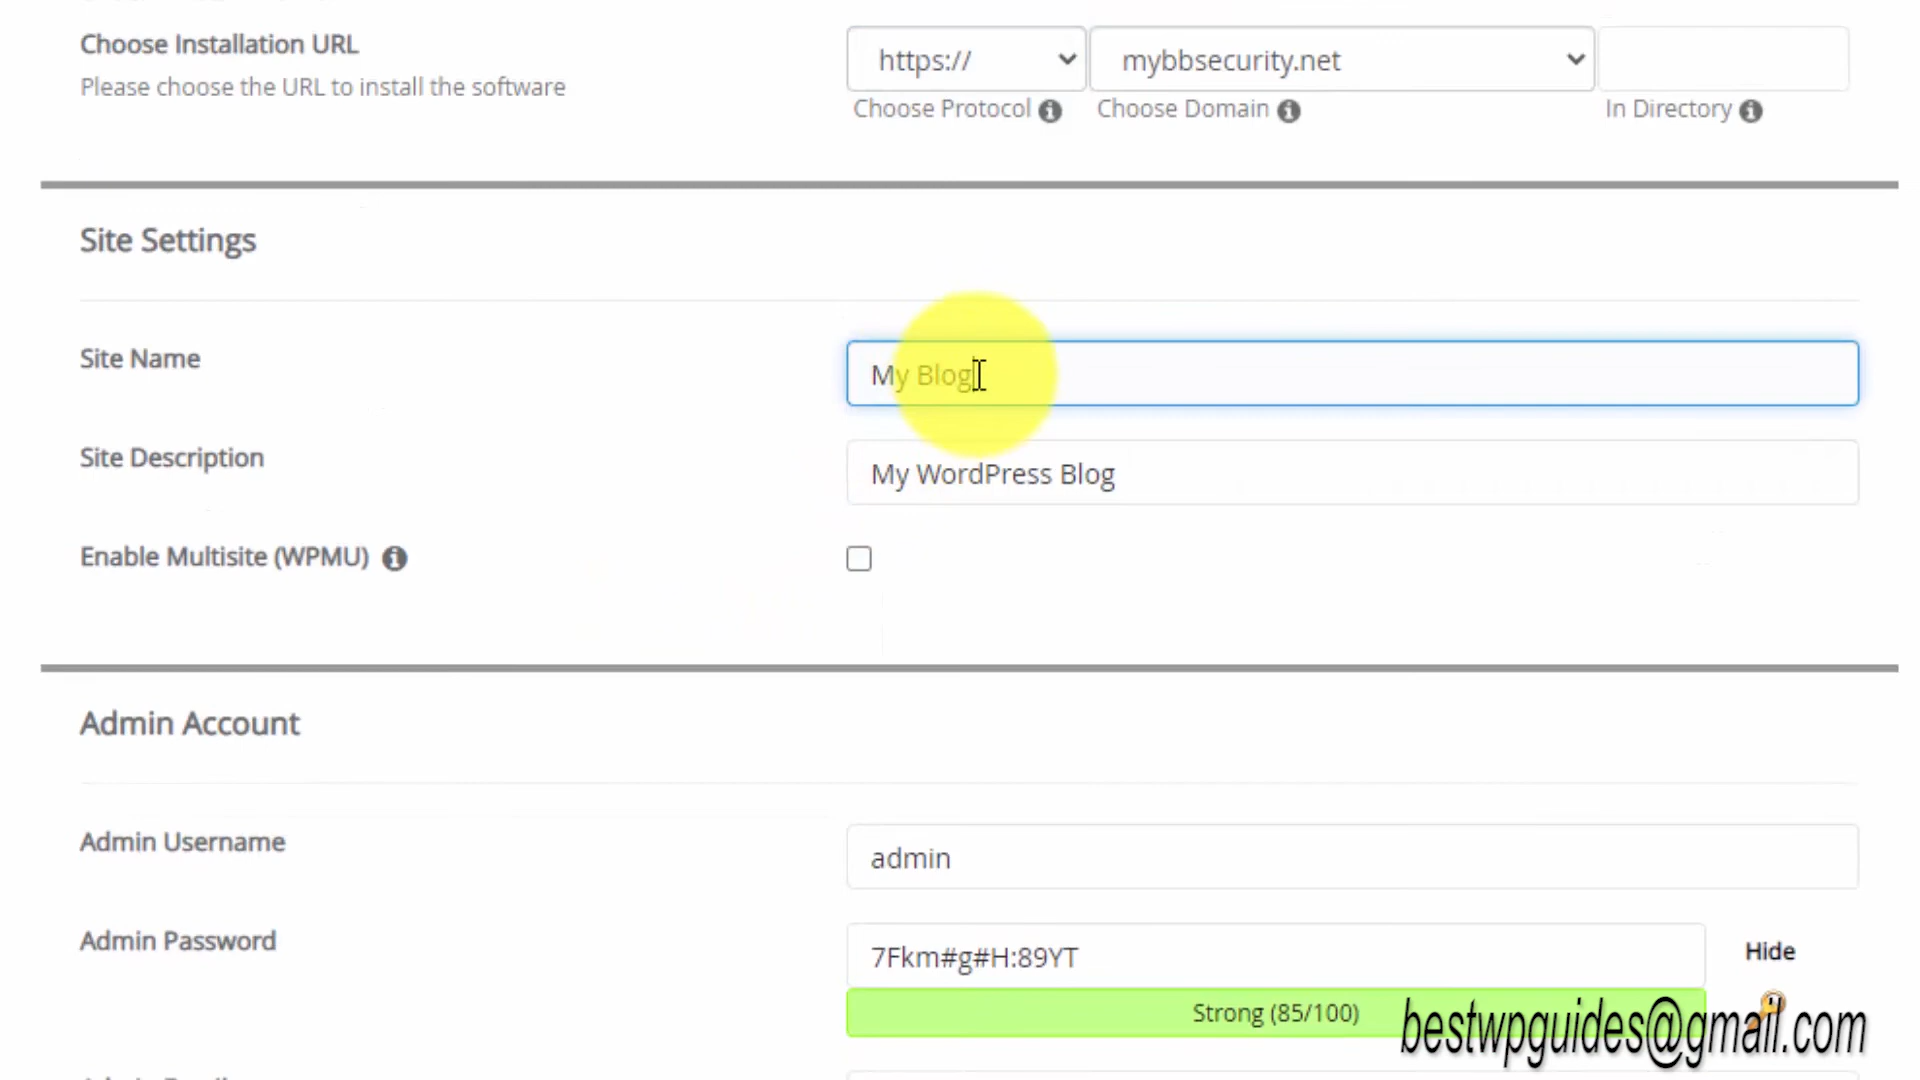 Choose Installation URL
Please choose the URL to install the software
https://
mybbsecurity.net
Choose Protocol
Choose Domain
In Directory
Site Settings
Site Name
My Blog
Site Description
My WordPress Blog
Enable Multisite (WPMU)
Admin Account
Admin Username
admin
Admin Password
7Fkm#g#H:89YT
Hide
Strong (85/100)
bestwpguides@gmail.com